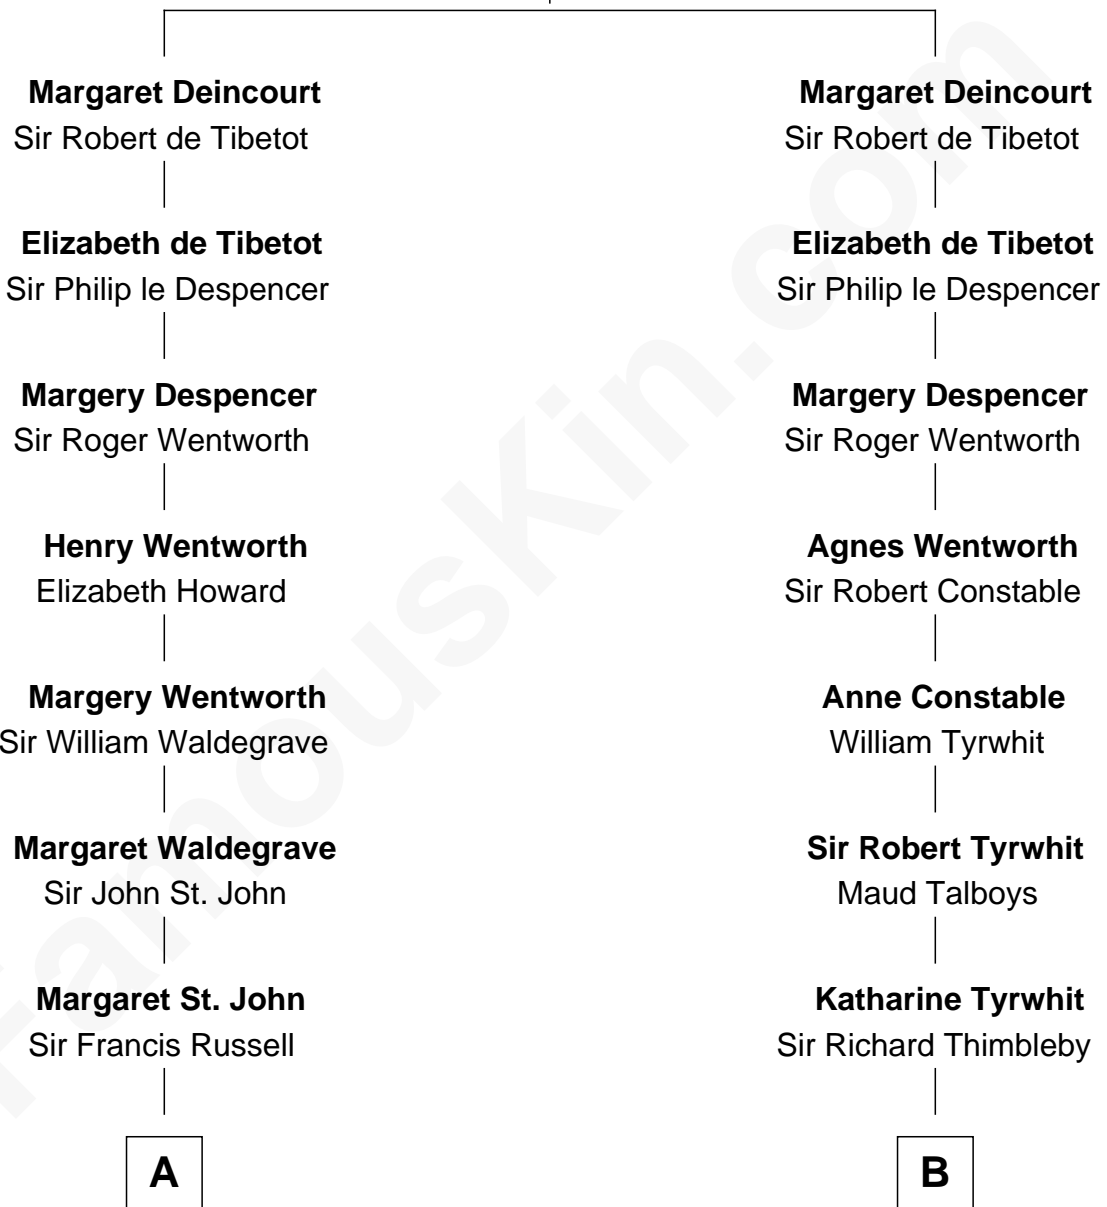 Margaret Deincourt
Sir Robert de Tibetot
Elizabeth de Tibetot
Sir Philip le Despencer
Margery Despencer
Sir Roger Wentworth
Henry Wentworth
Elizabeth Howard
Margery Wentworth
Sir William Waldegrave
Margaret Waldegrave
Sir John St. John
Margaret St. John
Sir Francis Russell
A
Margaret Deincourt
Sir Robert de Tibetot
Elizabeth de Tibetot
Sir Philip le Despencer
Margery Despencer
Sir Roger Wentworth
Agnes Wentworth
Sir Robert Constable
Anne Constable
William Tyrwhit
Sir Robert Tyrwhit
Maud Talboys
Katharine Tyrwhit
Sir Richard Thimbleby
B
FamousKin.com